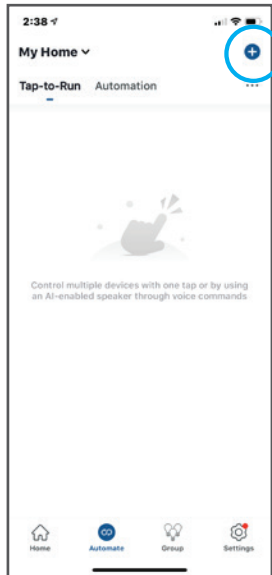 2:38
My Home
Tap-to-Run Automation ...
Control multiple devices with one tap or by using
an AI-enabled speaker through voice commands
Home Automate Group Settings